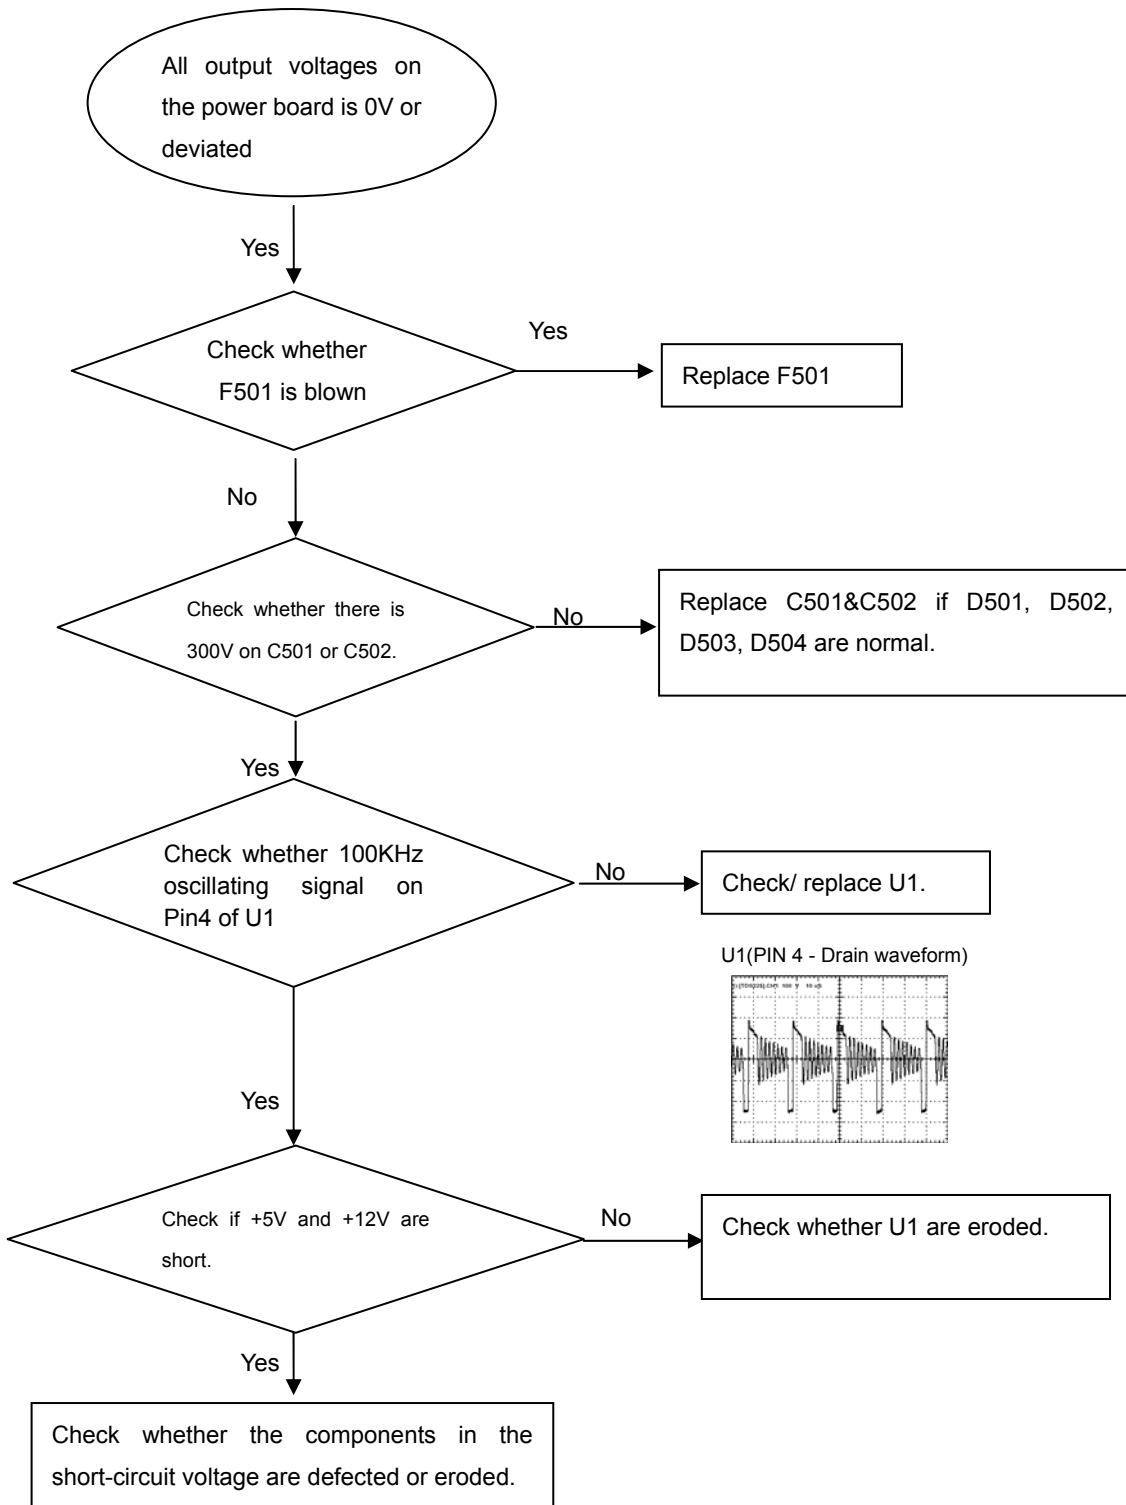 All output voltages on
the power board is 0V or
deviated
Yes
Check whether
F501 is blown
Yes
Replace F501
No
Check whether there is
300V on C501 or C502.
No
Replace C501&C502 if D501, D502,
D503, D504 are normal.
Yes
Check whether 100KHz
oscillating signal on
Pin4 of U1
No
Check/ replace U1.
U1(PIN 4 - Drain waveform)
Yes
Check if +5V and +12V are
short.
No
Check whether U1 are eroded.
Yes
Check whether the components in the
short-circuit voltage are defected or eroded.